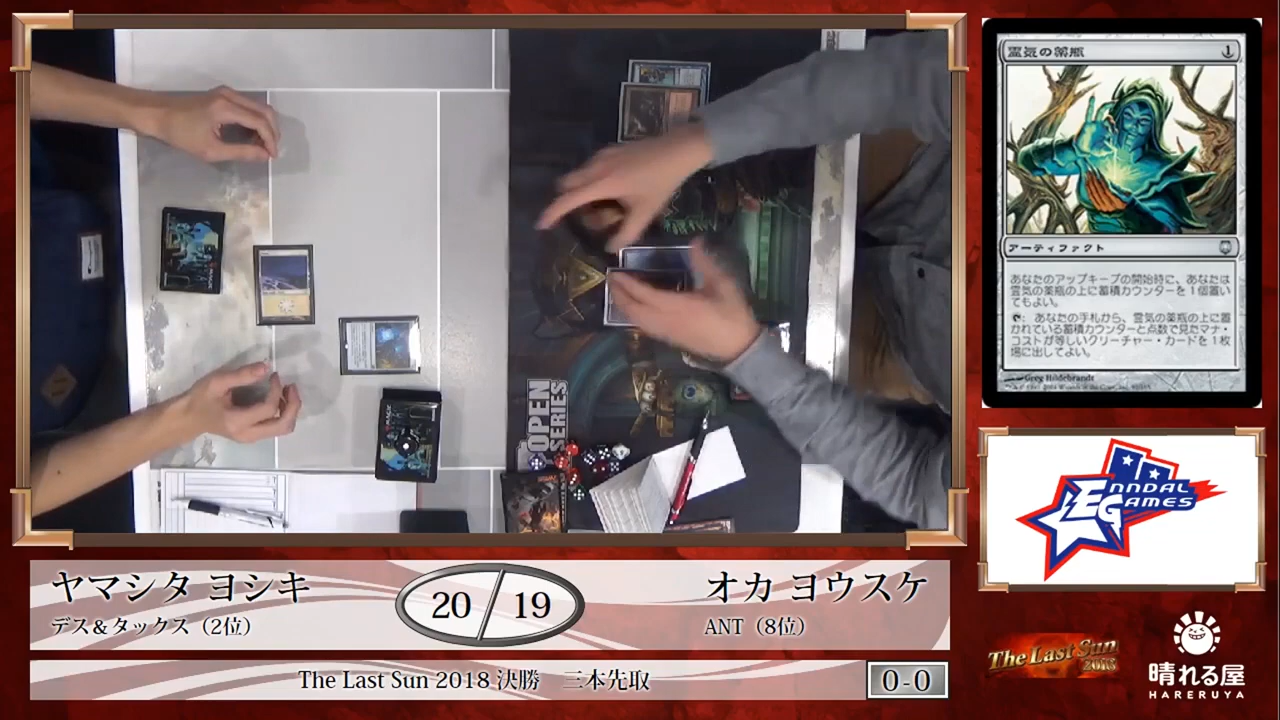 霊気の薬瓶
1
アーティファクト
あなたのアップキープの開始時に、あなたは
霊気の薬瓶の上に蓄積カウンターを1個置い
てもよい。
: あなたの手札から、霊気の薬瓶の上に置
かれている蓄積カウンターと点数で見たマナ・
コストが等しいクリーチャー・カードを1枚
場に出してよい。
Greg Hildebrandt
OPEN
SERIES
ENNDAL
GAMES
ヤマシタ ヨシキ
デス&タックス（2位）
20 / 19
オカ ヨウスケ
ANT（8位）
The Last Sun 2018 決勝　三本先取
0-0
The Last Sun
2018
晴れる屋
HARERUYA